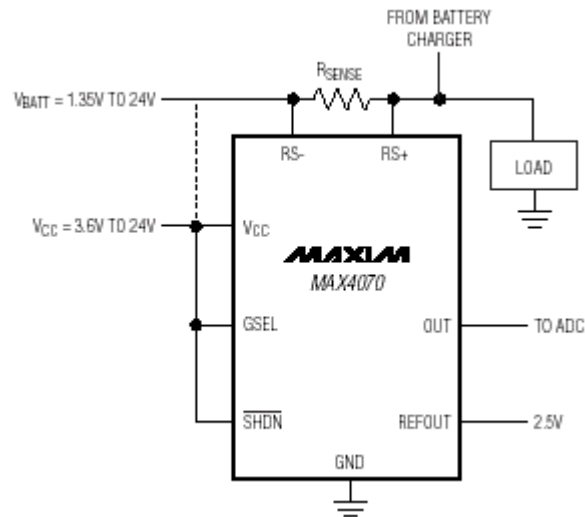 FROM BATTERY
CHARGER
RSENSE
VBATT = 1.35V TO 24V
RS-
RS+
LOAD
VCC = 3.6V TO 24V
VCC
MAXIM
MAX4070
GSEL
OUT
TO ADC
SHDN
REFOUT
2.5V
GND